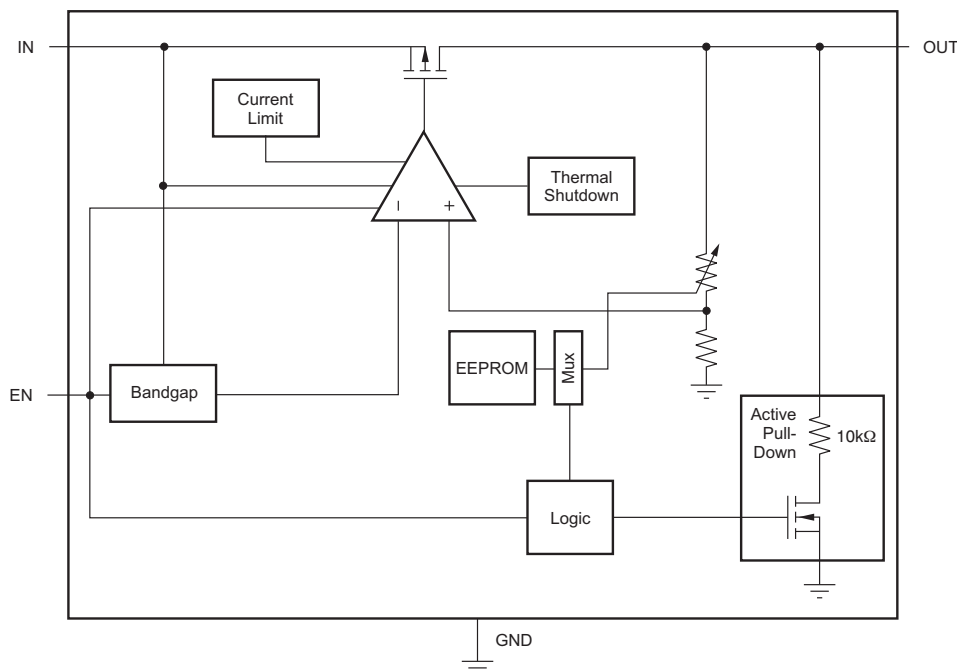 IN
OUT
Current
Limit
Thermal
Shutdown
− +
EEPROM
Mux
EN
Bandgap
Active
Pull-
Down
10kΩ
Logic
GND